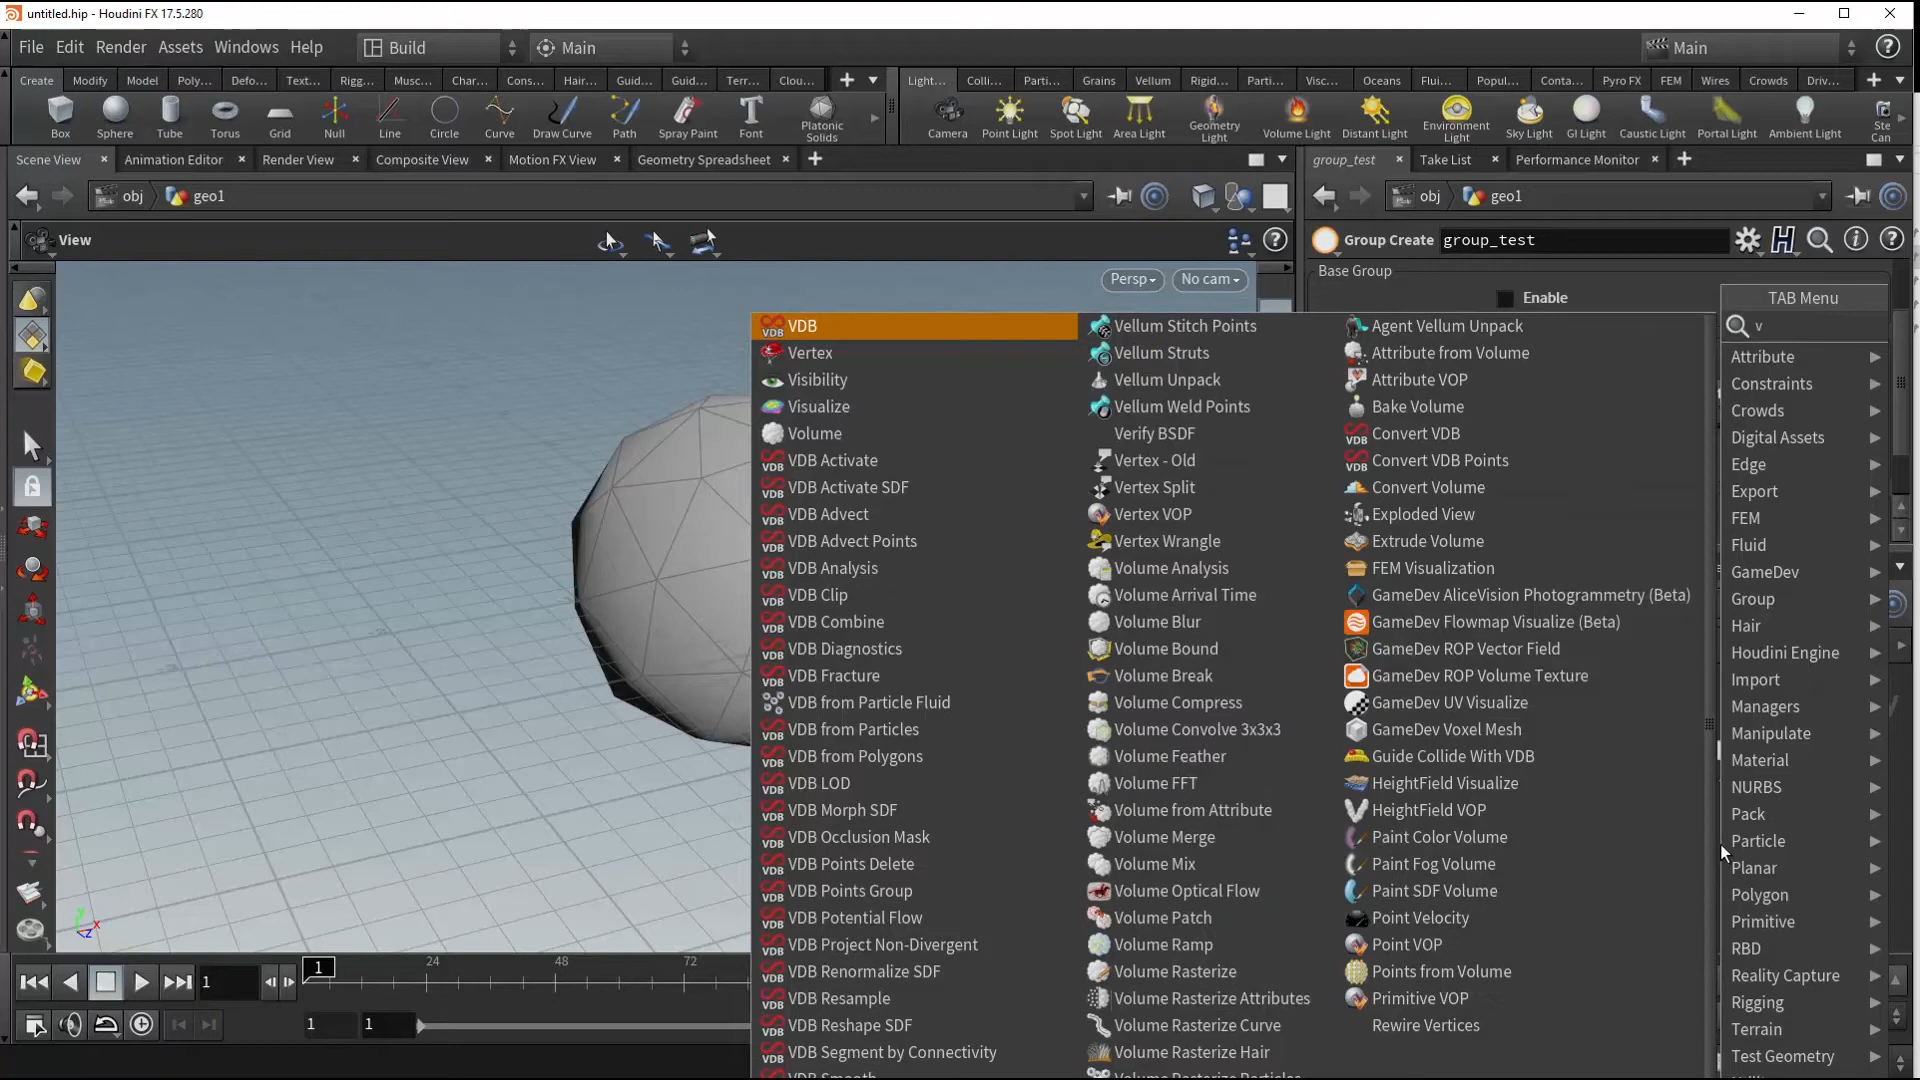 untitled.hip - Houdini FX 17.5.280
File Edit Render Assets Windows Help Build Main Main
Create Modify Model Poly... Defo... Text... Rigg... Musc... Char... Cons... Hair... Guid... Guid... Terr... Clou...
Light... Colli... Parti... Grains Vellum Rigid... Parti... Visc... Oceans Flui... Popul... Conta... Pyro FX FEM Wires Crowds Driv...
Box Sphere Tube Torus Grid Null Line Circle Curve Draw Curve Path Spray Paint Font Platonic Solids
Camera Point Light Spot Light Area Light Geometry Light Volume Light Distant Light Environment Light Sky Light GI Light Caustic Light Portal Light Ambient Light Ste Can
Scene View Animation Editor Render View Composite View Motion FX View Geometry Spreadsheet
group_test Take List Performance Monitor
obj geo1
obj geo1
View
Group Create group_test
Base Group
Enable
Persp No cam
TAB Menu
v
VDB
Vertex
Visibility
Visualize
Volume
VDB Activate
VDB Activate SDF
VDB Advect
VDB Advect Points
VDB Analysis
VDB Clip
VDB Combine
VDB Diagnostics
VDB Fracture
VDB from Particle Fluid
VDB from Particles
VDB from Polygons
VDB LOD
VDB Morph SDF
VDB Occlusion Mask
VDB Points Delete
VDB Points Group
VDB Potential Flow
VDB Project Non-Divergent
VDB Renormalize SDF
VDB Resample
VDB Reshape SDF
VDB Segment by Connectivity
Vellum Stitch Points
Vellum Struts
Vellum Unpack
Vellum Weld Points
Verify BSDF
Vertex - Old
Vertex Split
Vertex VOP
Vertex Wrangle
Volume Analysis
Volume Arrival Time
Volume Blur
Volume Bound
Volume Break
Volume Compress
Volume Convolve 3x3x3
Volume Feather
Volume FFT
Volume from Attribute
Volume Merge
Volume Mix
Volume Optical Flow
Volume Patch
Volume Ramp
Volume Rasterize
Volume Rasterize Attributes
Volume Rasterize Curve
Volume Rasterize Hair
Agent Vellum Unpack
Attribute from Volume
Attribute VOP
Bake Volume
Convert VDB
Convert VDB Points
Convert Volume
Exploded View
Extrude Volume
FEM Visualization
GameDev AliceVision Photogrammetry (Beta)
GameDev Flowmap Visualize (Beta)
GameDev ROP Vector Field
GameDev ROP Volume Texture
GameDev UV Visualize
GameDev Voxel Mesh
Guide Collide With VDB
HeightField Visualize
HeightField VOP
Paint Color Volume
Paint Fog Volume
Paint SDF Volume
Point Velocity
Point VOP
Points from Volume
Primitive VOP
Rewire Vertices
Attribute
Constraints
Crowds
Digital Assets
Edge
Export
FEM
Fluid
GameDev
Group
Hair
Houdini Engine
Import
Managers
Manipulate
Material
NURBS
Pack
Particle
Planar
Polygon
Primitive
RBD
Reality Capture
Rigging
Terrain
Test Geometry
1 1 24 48 72
1 1